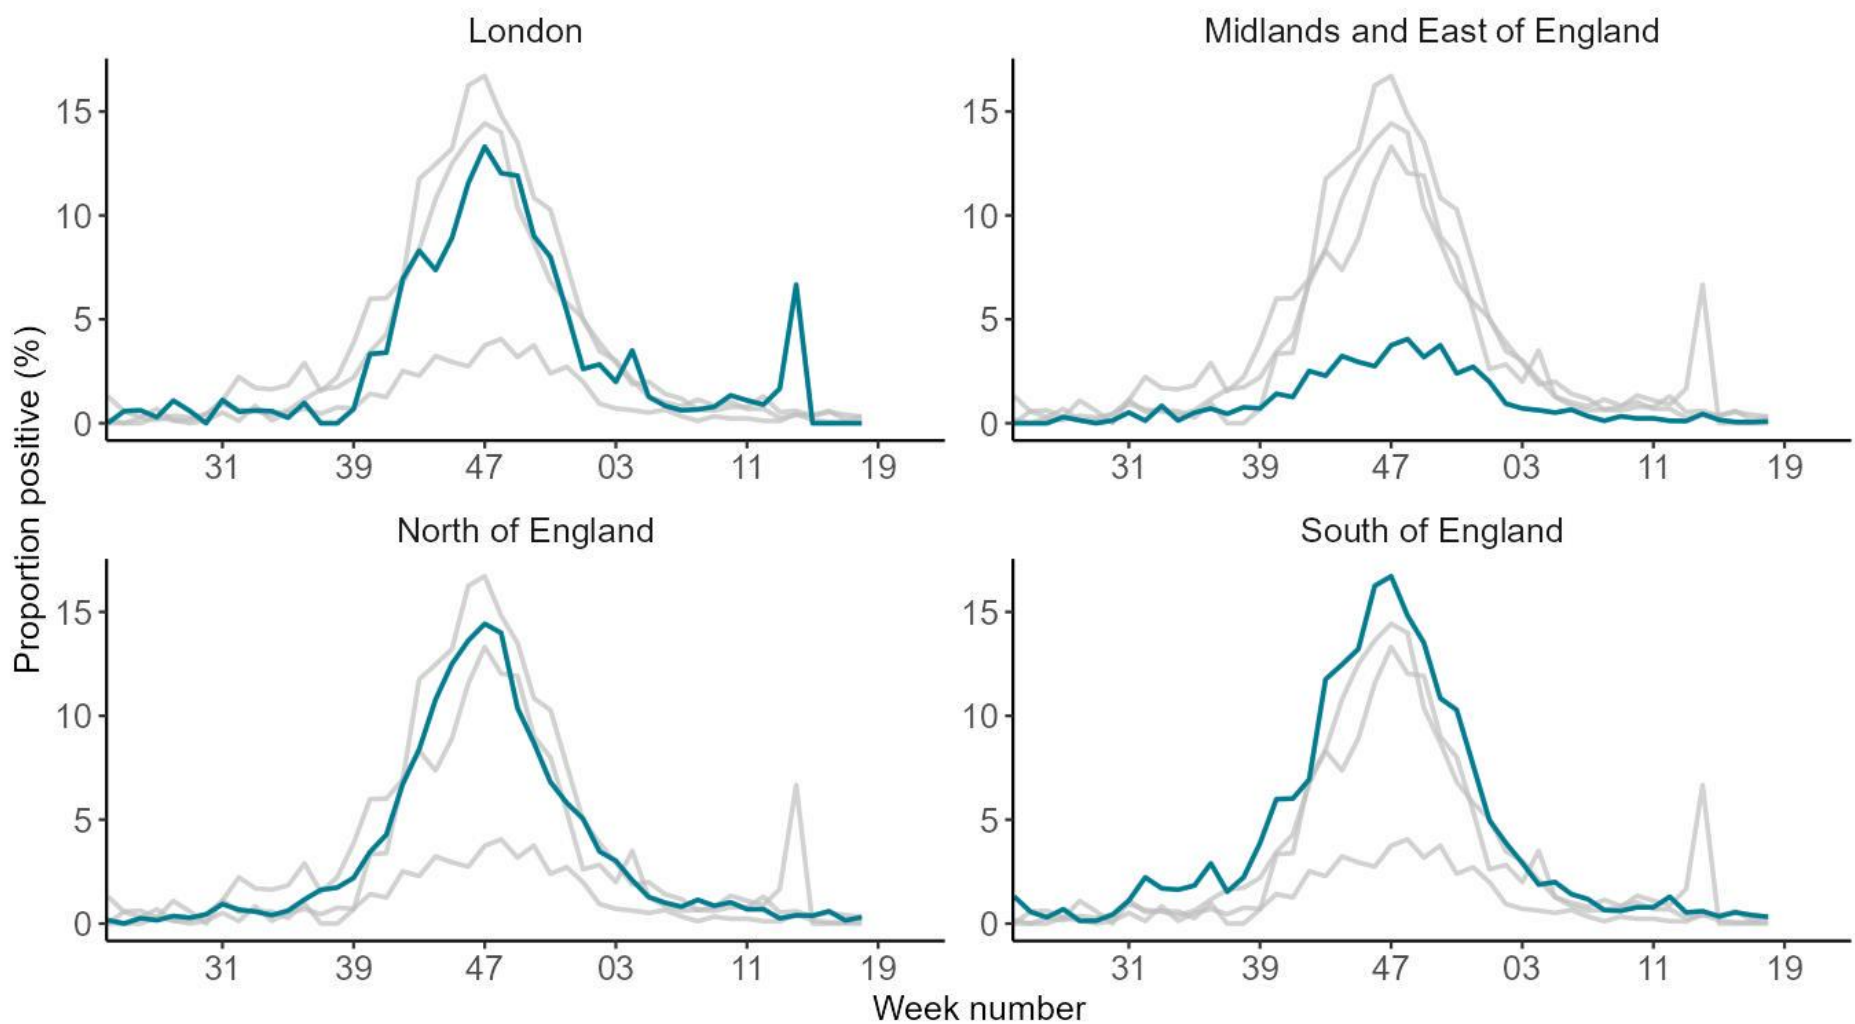 London
Midlands and East of England
15
10
5
0
31 39 47 03 11 19
15
10
5
0
31 39 47 03 11 19
Proportion positive (%)
North of England
South of England
15
10
5
0
31 39 47 03 11 19
15
10
5
0
31 39 47 03 11 19
Week number